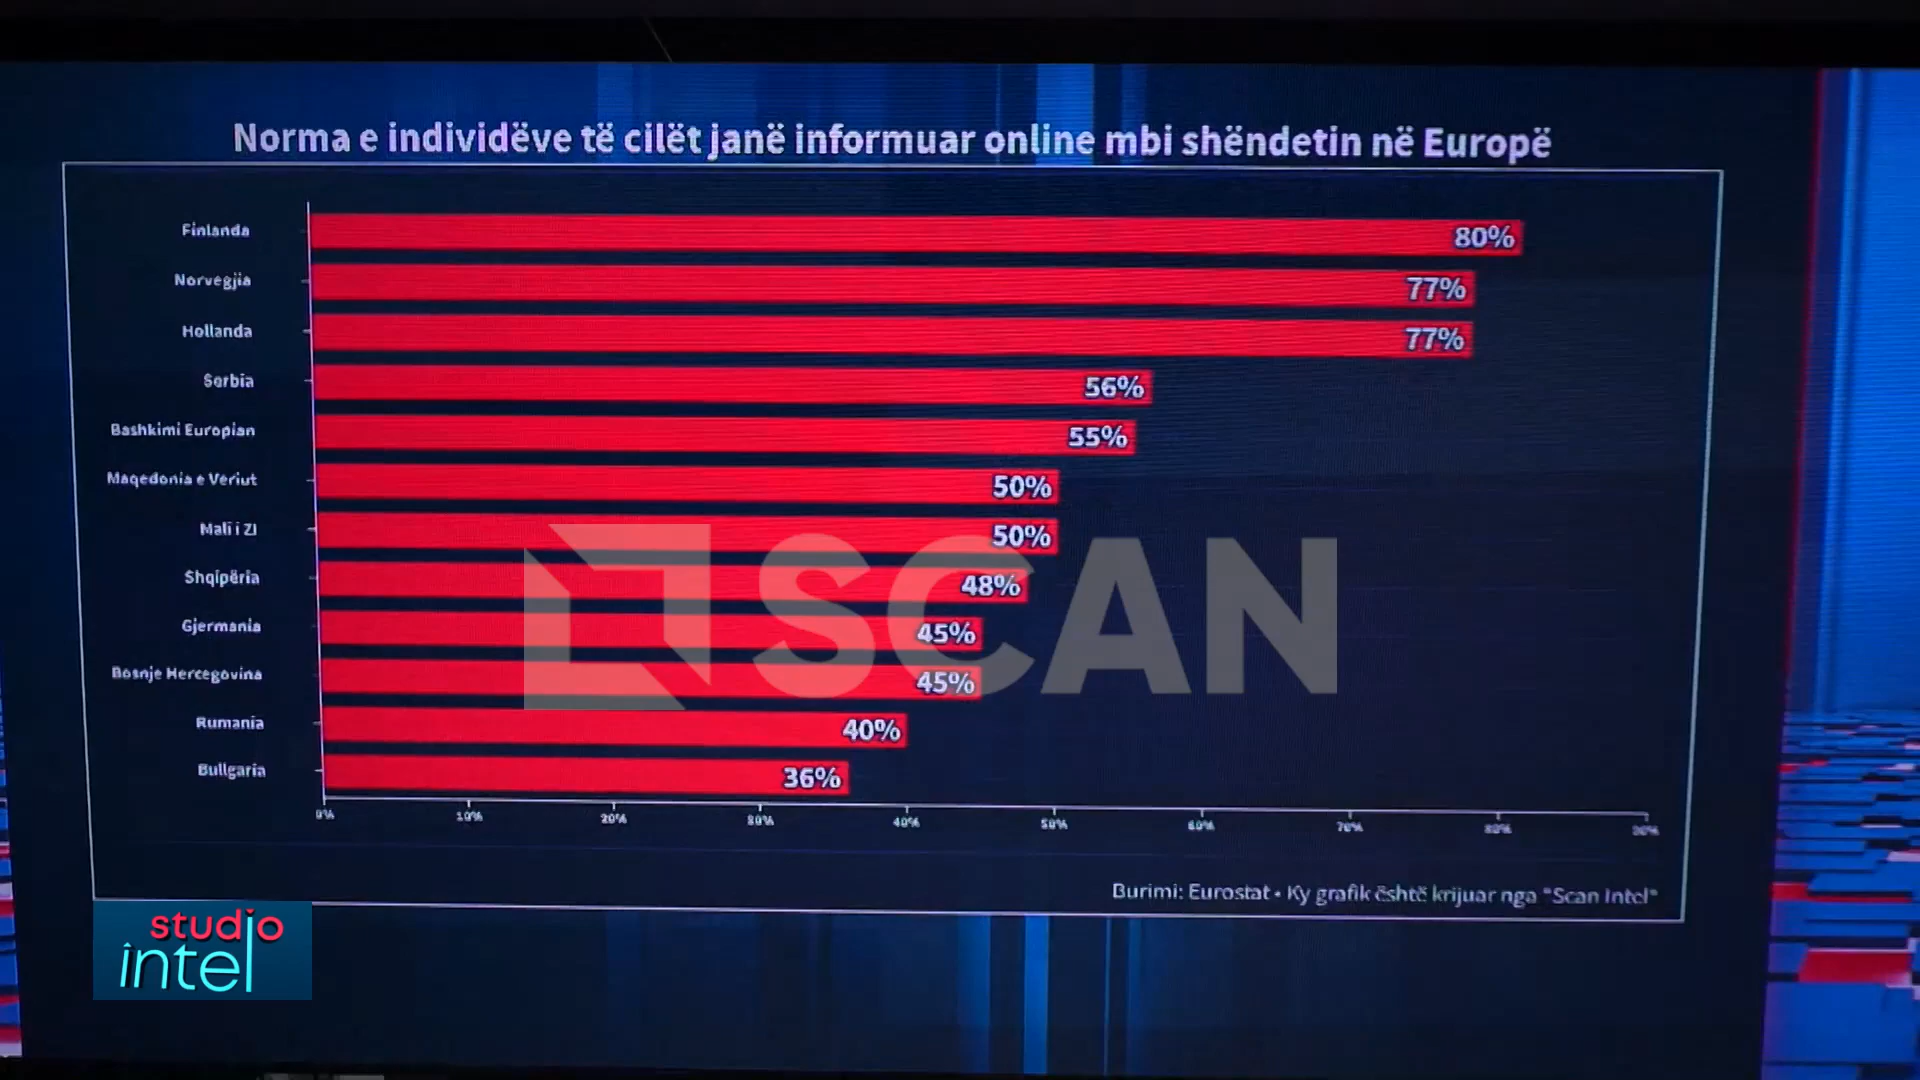 Norma e individëve të cilët janë informuar online mbi shëndetin në Europë
Finlanda 80%
Norvegjia 77%
Hollanda 77%
Serbia 56%
Bashkimi Europian 55%
Maqedonia e Veriut 50%
Mali i Zi 50%
Shqipëria 48%
Gjermania 45%
Bosnje Hercegovina 45%
Rumania 40%
Bullgaria 36%
0% 10% 20% 30% 40% 50% 60% 70% 80% 90%
Burimi: Eurostat • Ky grafik është krijuar nga "Scan Intel"
SCAN
studio
intel